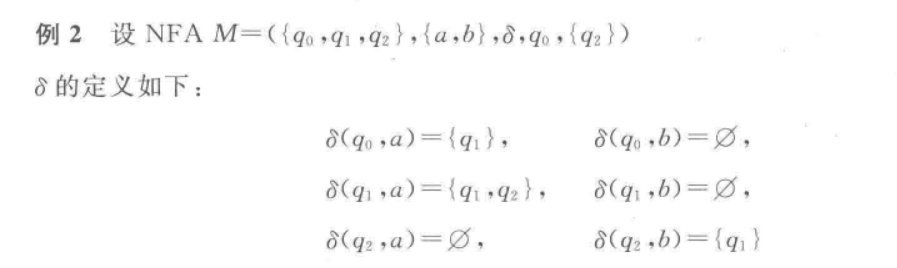 例 2 设 NFA M=({q₀,q₁,q₂},{a,b},δ,q₀,{q₂})
δ 的定义如下：
δ(q₀,a)={q₁}, δ(q₀,b)=∅,
δ(q₁,a)={q₁,q₂}, δ(q₁,b)=∅,
δ(q₂,a)=∅, δ(q₂,b)={q₁}